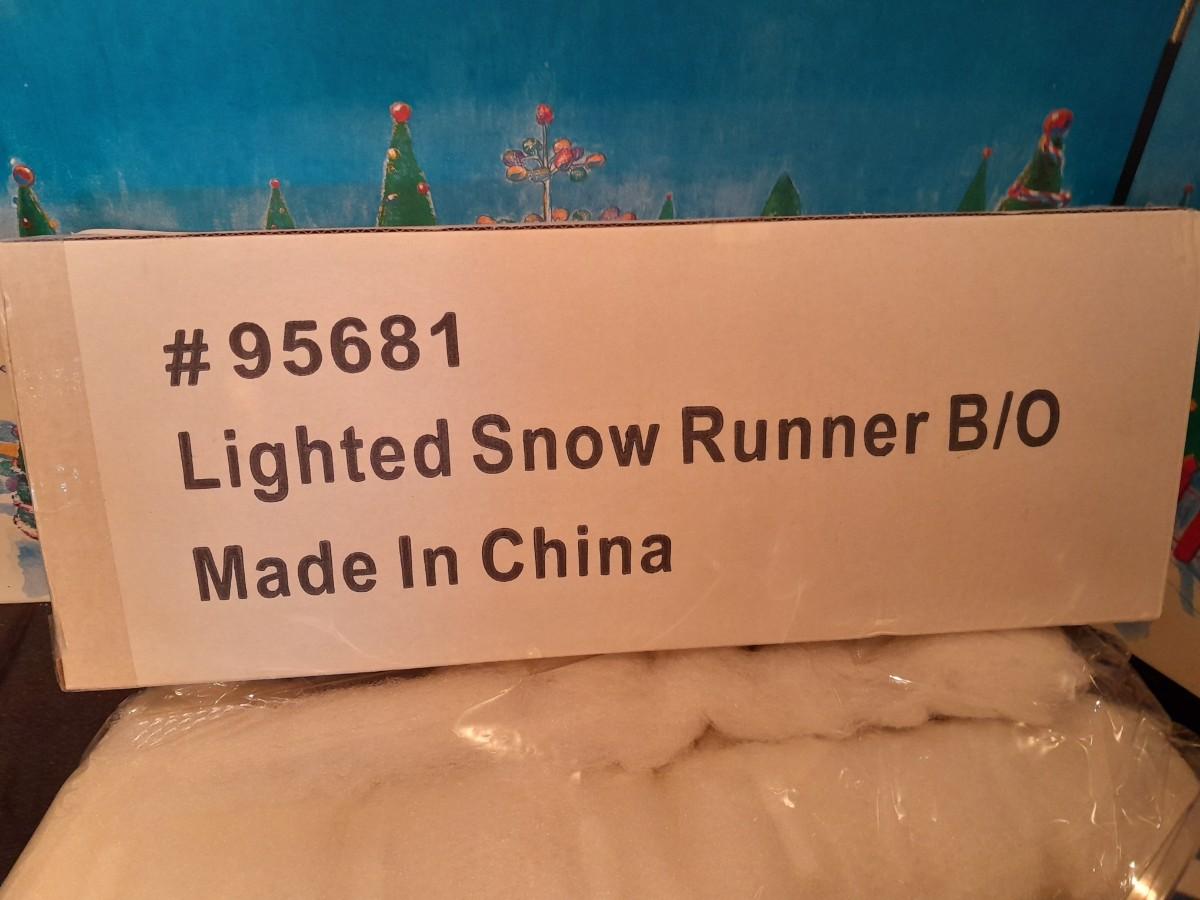 # 95681
Lighted Snow Runner B/O
Made In China